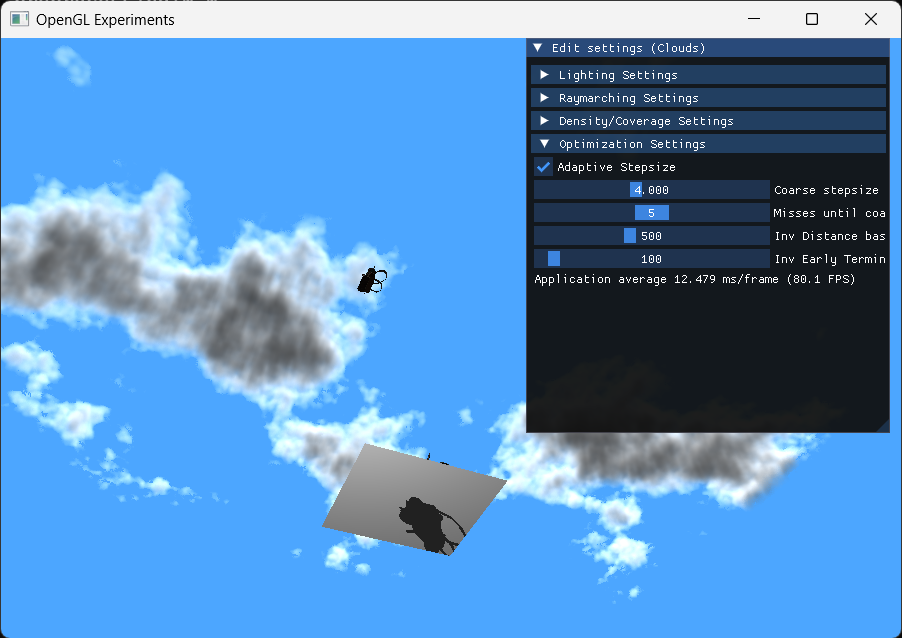 OpenGL Experiments
Edit settings (Clouds)
Lighting Settings
Raymarching Settings
Density/Coverage Settings
Optimization Settings
Adaptive Stepsize
4.000 Coarse stepsize
5 Misses until coa
500 Inv Distance bas
100 Inv Early Termin
Application average 12.479 ms/frame (80.1 FPS)